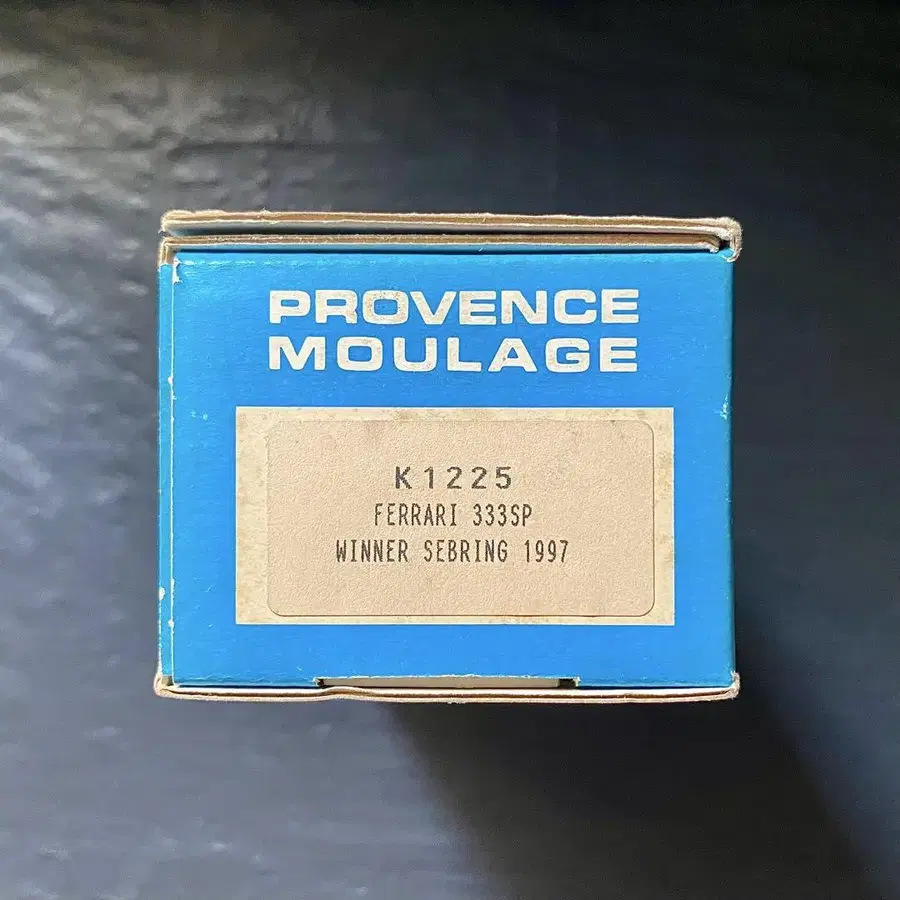 PROVENCE
MOULAGE
K1225
FERRARI 333SP
WINNER SEBRING 1997